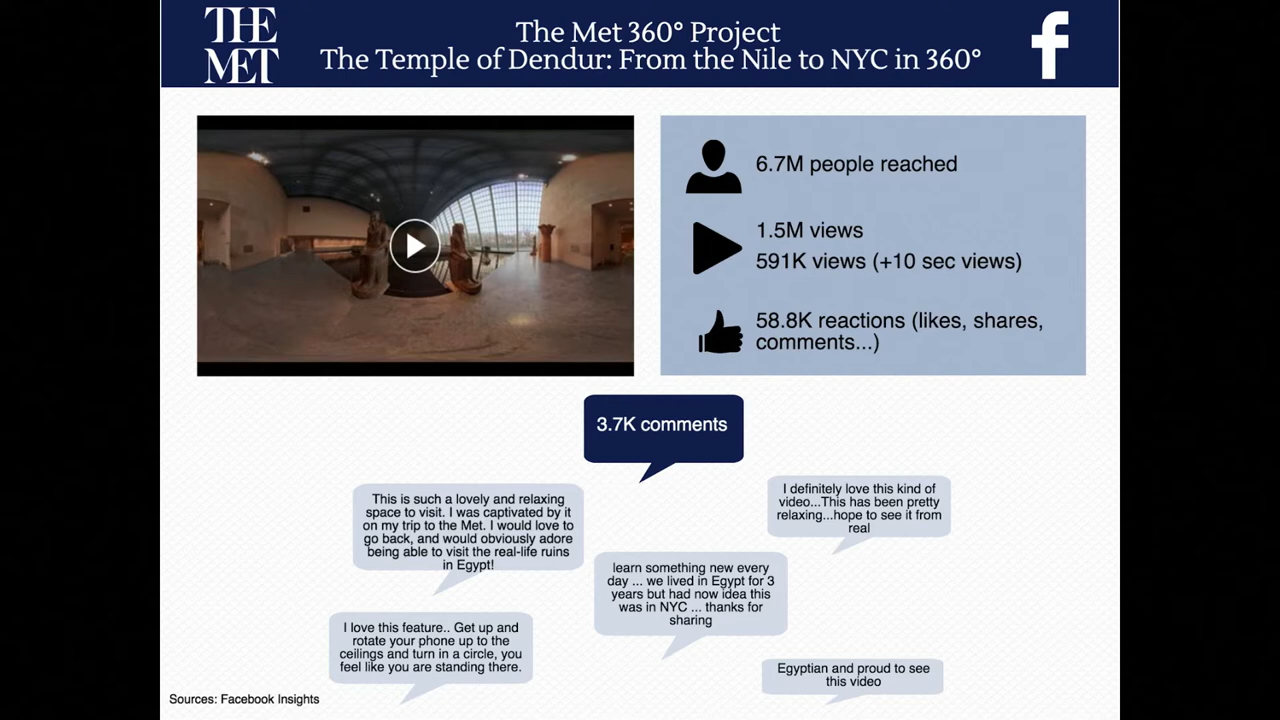 THE
MET
The Met 360° Project
The Temple of Dendur: From the Nile to NYC in 360°
f
6.7M people reached
1.5M views
591K views (+10 sec views)
58.8K reactions (likes, shares,
comments...)
3.7K comments
This is such a lovely and relaxing
space to visit. I was captivated by it
on my trip to the Met. I would love to
go back, and would obviously adore
being able to visit the real-life ruins
in Egypt!
I definitely love this kind of
video...This has been pretty
relaxing...hope to see it from
real
learn something new every
day ... we lived in Egypt for 3
years but had now idea this
was in NYC ... thanks for
sharing
I love this feature.. Get up and
rotate your phone up to the
ceilings and turn in a circle, you
feel like you are standing there.
Egyptian and proud to see
this video
Sources: Facebook Insights